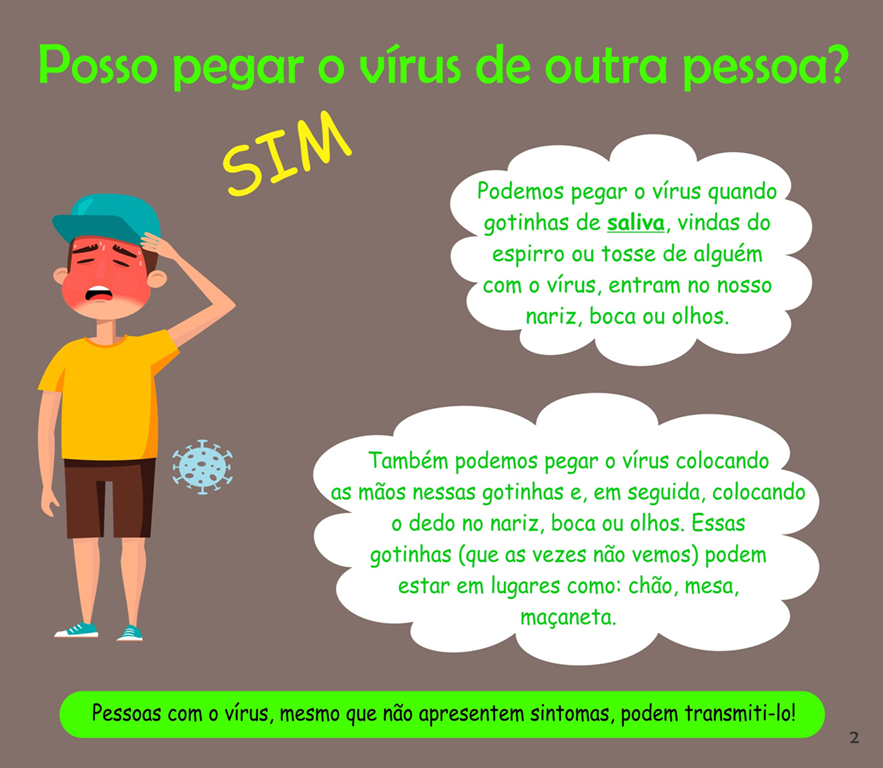 Posso pegar o vírus de outra pessoa?
SIM
Podemos pegar o vírus quando
gotinhas de saliva, vindas do
espirro ou tosse de alguém
com o vírus, entram no nosso
nariz, boca ou olhos.
Também podemos pegar o vírus colocando
as mãos nessas gotinhas e, em seguida, colocando
o dedo no nariz, boca ou olhos. Essas
gotinhas (que as vezes não vemos) podem
estar em lugares como: chão, mesa,
maçaneta.
Pessoas com o vírus, mesmo que não apresentem sintomas, podem transmiti-lo!
2